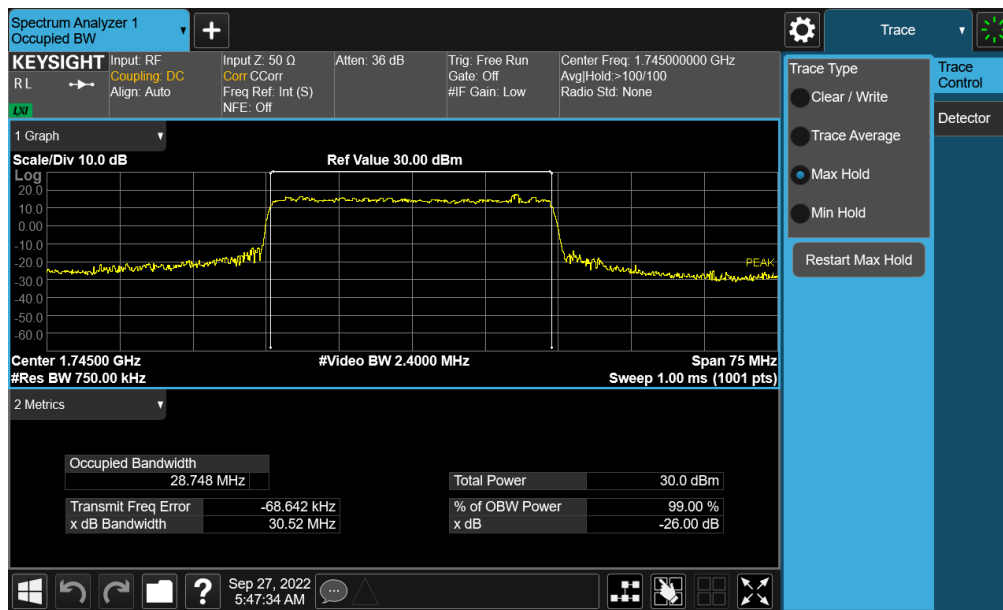 Spectrum Analyzer 1
Occupied BW
+
Trace
KEYSIGHT
R L
LXI
Input: RF
Coupling: DC
Align: Auto
Input Z: 50 Ω
Corr CCorr
Freq Ref: Int (S)
NFE: Off
Atten: 36 dB
Trig: Free Run
Gate: Off
#IF Gain: Low
Center Freq: 1.745000000 GHz
Avg|Hold:>100/100
Radio Std: None
Trace Type
Clear / Write
Trace Average
Max Hold
Min Hold
Restart Max Hold
Trace
Control
Detector
1 Graph
Scale/Div 10.0 dB
Ref Value 30.00 dBm
Log
20.0
10.0
0.00
-10.0
-20.0
-30.0
-40.0
-50.0
-60.0
PEAK
Center 1.74500 GHz
#Video BW 2.4000 MHz
Span 75 MHz
#Res BW 750.00 kHz
Sweep 1.00 ms (1001 pts)
2 Metrics
Occupied Bandwidth
28.748 MHz
Total Power 30.0 dBm
Transmit Freq Error -68.642 kHz
% of OBW Power 99.00 %
x dB Bandwidth 30.52 MHz
x dB -26.00 dB
?
Sep 27, 2022
5:47:34 AM